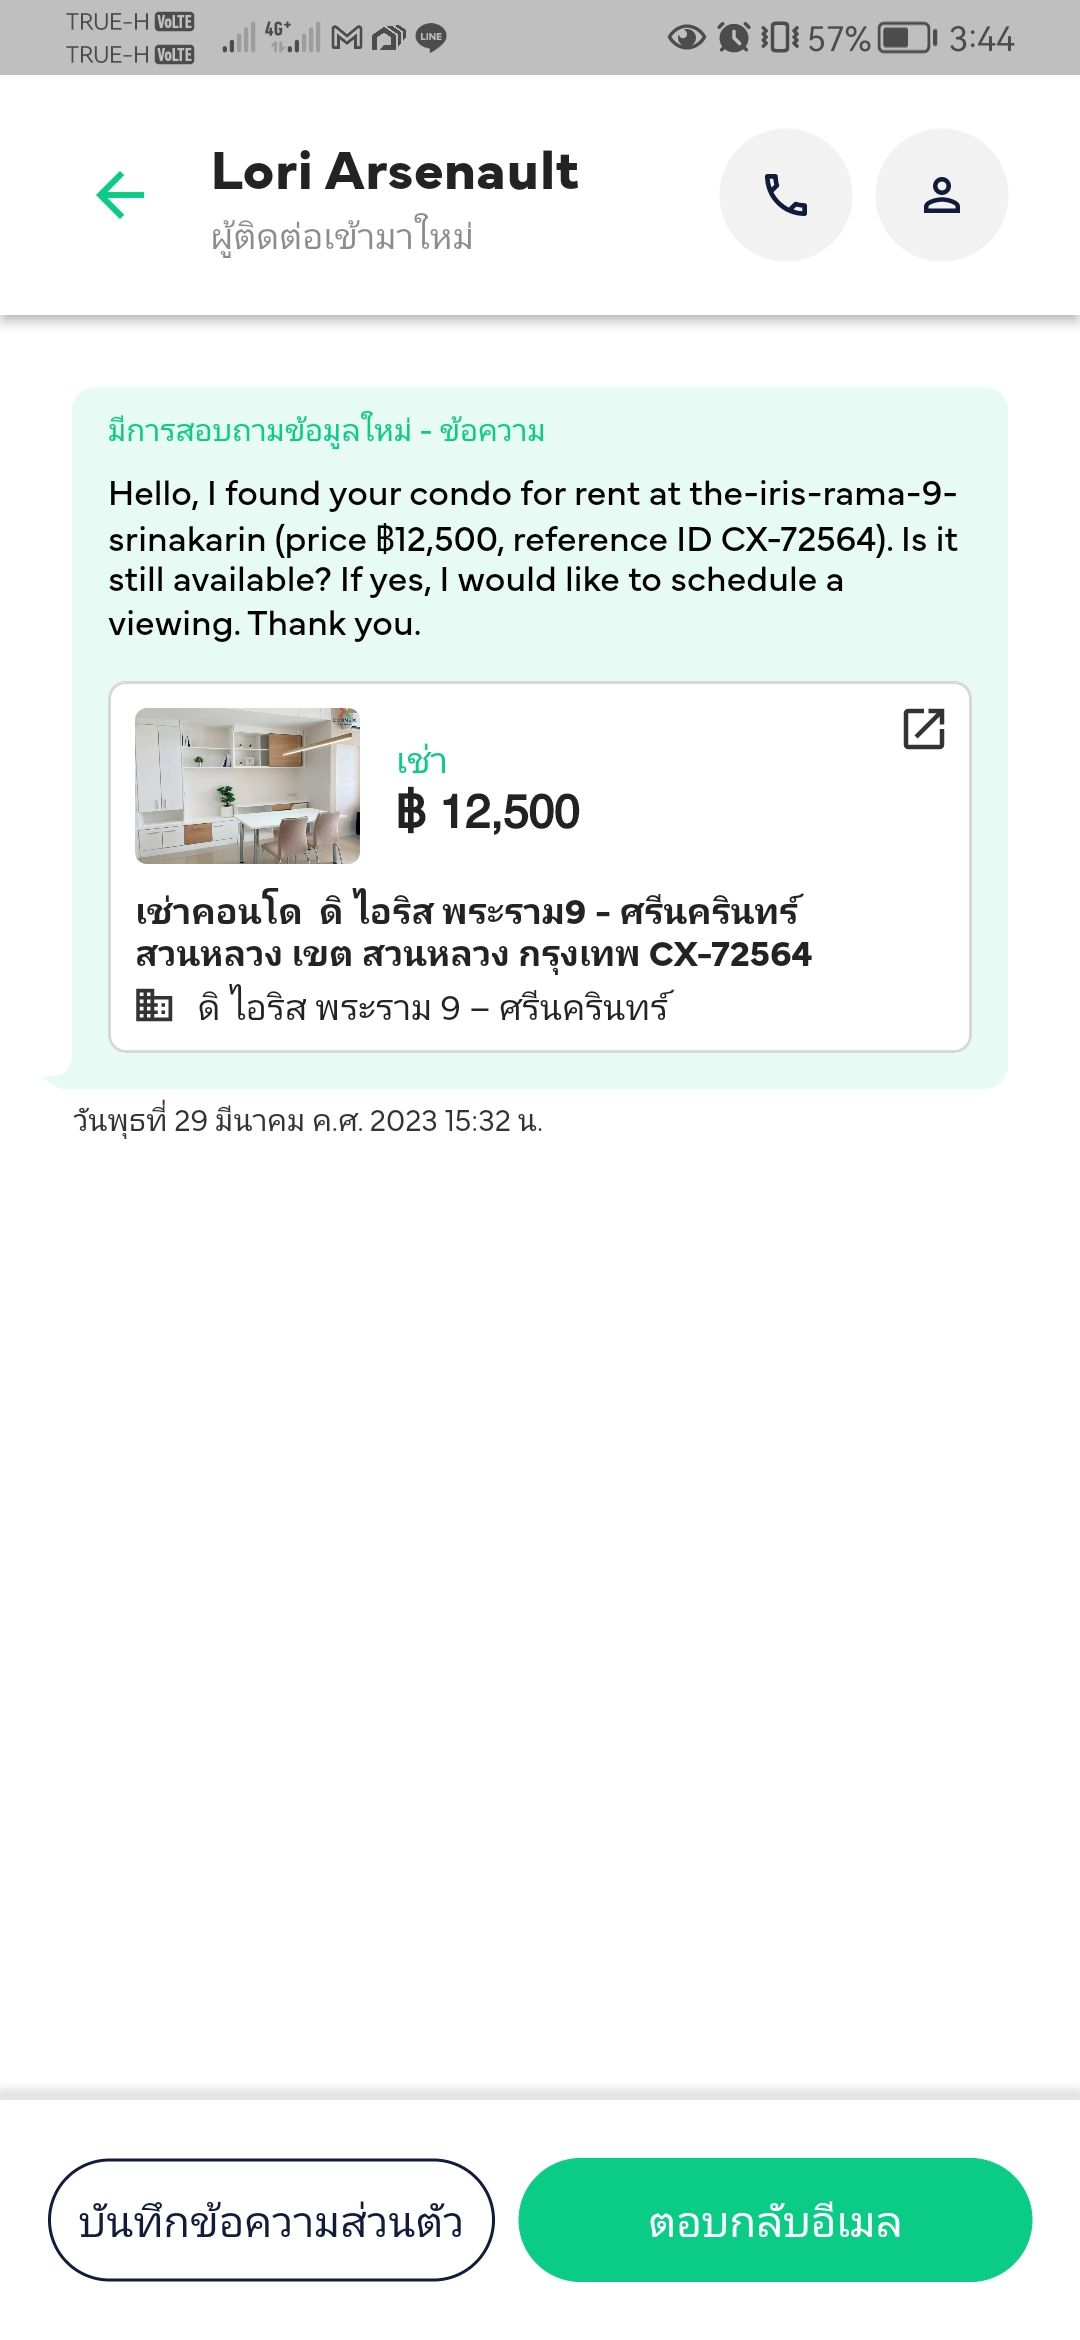 TRUE-H VoLTE
TRUE-H VoLTE
4G+
LINE
57%
3:44
Lori Arsenault
ผู้ติดต่อเข้ามาใหม่
มีการสอบถามข้อมูลใหม่ - ข้อความ
Hello, I found your condo for rent at the-iris-rama-9-
srinakarin (price ฿12,500, reference ID CX-72564). Is it
still available? If yes, I would like to schedule a
viewing. Thank you.
เช่า
฿ 12,500
เช่าคอนโด ดิ ไอริส พระราม9 - ศรีนครินทร์
สวนหลวง เขต สวนหลวง กรุงเทพ CX-72564
ดิ ไอริส พระราม 9 – ศรีนครินทร์
วันพุธที่ 29 มีนาคม ค.ศ. 2023 15:32 น.
บันทึกข้อความส่วนตัว
ตอบกลับอีเมล